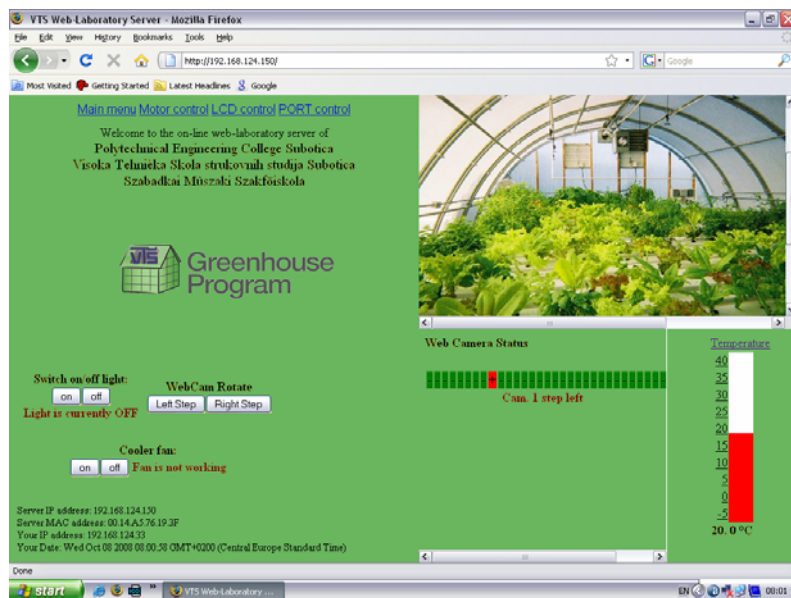 VTS Web-Laboratory Server - Mozilla Firefox
File Edit View History Bookmarks Tools Help
http://192.168.124.150/
Google
Most Visited Getting Started Latest Headlines Google
Main menu Motor control LCD control PORT control
Welcome to the on-line web-laboratory server of
Polytechnical Engineering College Subotica
Visoka Tehnièka Skola strukovnih studija Subotica
Szabadkai Mûszaki Szakfõiskola
VTS
Greenhouse
Program
Switch on/off light:
on off
Light is currently OFF
WebCam Rotate
Left Step Right Step
Cooler fan:
on off Fan is not working
Server IP address: 192.168.124.150
Server MAC address: 00.14.A5.76.19.3F
Your IP address: 192.168.124.33
Your Date: Wed Oct 08 2008 08:00:58 GMT+0200 (Central Europe Standard Time)
Web Camera Status
Cam. 1 step left
Temperature
40
35
30
25
20
15
10
5
0
-5
20.0 ºC
Done
start
VTS Web-Laboratory ...
EN
08:01